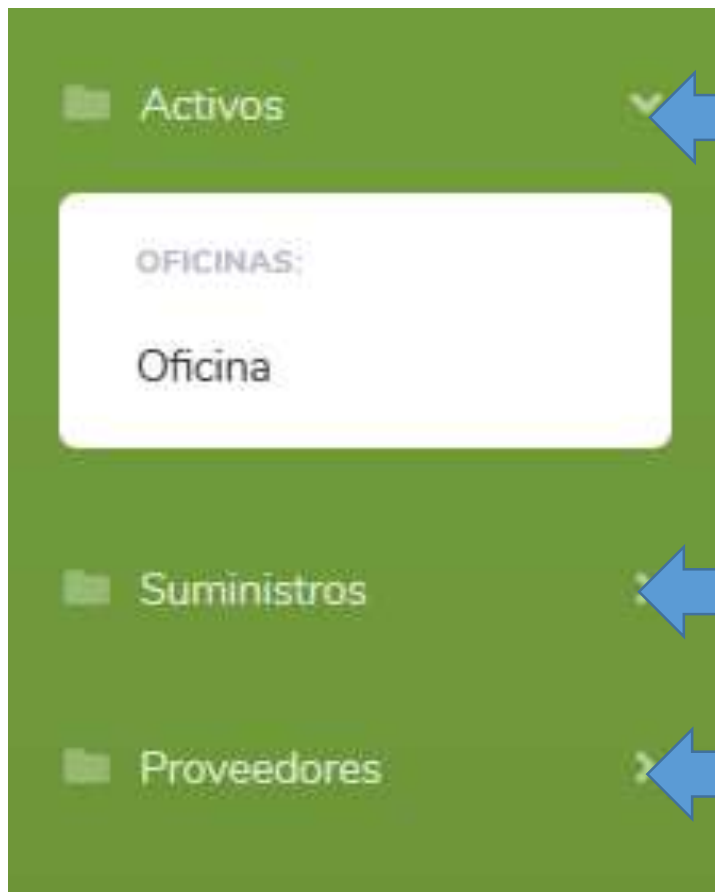 Activos
OFICINAS:
Oficina
Suministros
Proveedores